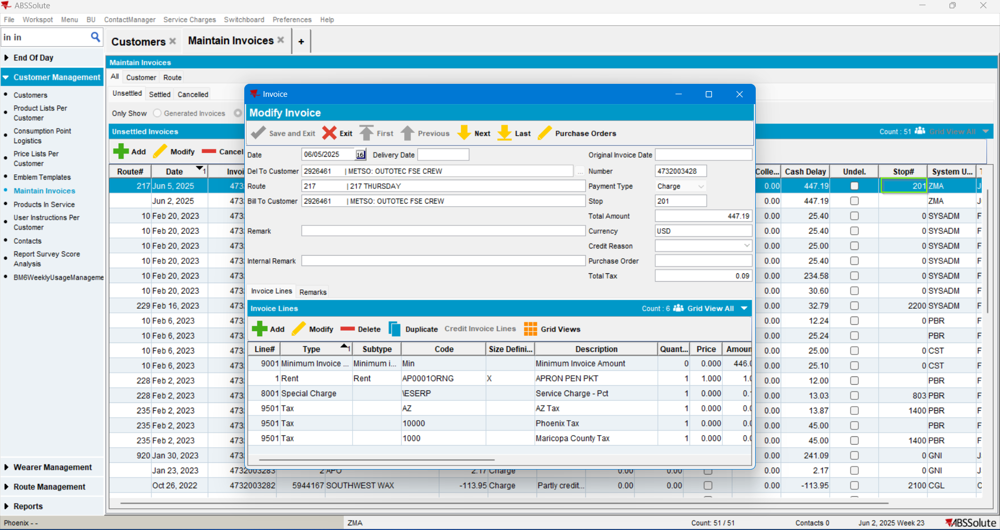 ABSSolute
File Workspot Menu BU ContactManager Service Charges Switchboard Preferences Help
in in
Customers Maintain Invoices +
End Of Day
Customer Management
Customers
Product Lists Per
Customer
Consumption Point
Logistics
Price Lists Per
Customer
Emblem Templates
Maintain Invoices
Products In Service
User Instructions Per
Customer
Contacts
Report Survey Score
Analysis
BM6WeeklyUsageManageme
Wearer Management
Route Management
Reports
Maintain Invoices
All Customer Route
Unsettled Settled Cancelled
Only Show Generated Invoices
Unsettled Invoices Count : 51 Grid View All
Add Modify Cancel
Route# Date 1 Invoi Colle... Cash Delay Undel. Stop# System U...
217 Jun 5, 2025 473 0.00 447.19 201 ZMA J
Jun 2, 2025 473 0.00 447.19 ZMA J
10 Feb 20, 2023 473 0.00 25.40 0 SYSADM F
10 Feb 20, 2023 473 0.00 25.40 0 SYSADM F
10 Feb 20, 2023 473 0.00 25.00 0 SYSADM F
10 Feb 20, 2023 473 0.00 25.40 0 SYSADM F
10 Feb 20, 2023 473 0.00 234.58 0 SYSADM F
10 Feb 20, 2023 473 0.00 30.60 0 SYSADM F
229 Feb 16, 2023 473 0.00 32.79 2200 SYSADM F
10 Feb 6, 2023 473 0.00 12.24 0 PBR F
10 Feb 6, 2023 473 0.00 25.24 PBR F
10 Feb 6, 2023 473 0.00 25.00 0 CST F
10 Feb 6, 2023 473 0.00 25.10 0 CST F
228 Feb 2, 2023 473 0.00 12.00 PBR F
228 Feb 2, 2023 473 0.00 13.03 803 PBR F
235 Feb 2, 2023 473 0.00 13.87 1400 PBR F
235 Feb 2, 2023 473 0.00 45.00 PBR F
235 Feb 2, 2023 473 0.00 45.00 1400 PBR F
920 Jan 30, 2023 473 0.00 241.09 0 GNI J
Jan 23, 2023 4732003283 2 APO 2.17 Charge 0.00 0.00 0.00 2.17 0 GNI J
Oct 26, 2022 4732003282 5944167 SOUTHWEST WAX -113.95 Charge Partly credit... 0.00 0.00 0.00 -113.95 2100 CGL
Invoice
Modify Invoice
Save and Exit Exit First Previous Next Last Purchase Orders
Date 06/05/2025 16 Delivery Date Original Invoice Date
Del To Customer 2926461 | METSO: OUTOTEC FSE CREW ... Number 4732003428
Route 217 | 217 THURSDAY Payment Type Charge
Bill To Customer 2926461 | METSO: OUTOTEC FSE CREW Stop 201
Total Amount 447.19
Remark Currency USD
Credit Reason
Internal Remark Purchase Order
Total Tax 0.09
Invoice Lines Remarks
Invoice Lines Count : 6 Grid View All
Add Modify Delete Duplicate Credit Invoice Lines Grid Views
Line# Type 1 Subtype Code Size Defini... Description Quant... Price Amoun
9001 Minimum Invoice ... Minimum i... Min Minimum Invoice Amount 0 0.000 446.0
1 Rent Rent AP0001ORNG X APRON PEN PKT 1 1.000 1.0
8001 Special Charge \ESERP Service Charge - Pct 1 0.000 0.1
9501 Tax AZ AZ Tax 1 0.000 0.0
9501 Tax 10000 Phoenix Tax 1 0.000 0.0
9501 Tax 1000 Maricopa County Tax 1 0.000 0.0
Phoenix - - ZMA Count: 51 / 51 Contacts 0 Jun 2, 2025 Week 23 ABSSolute